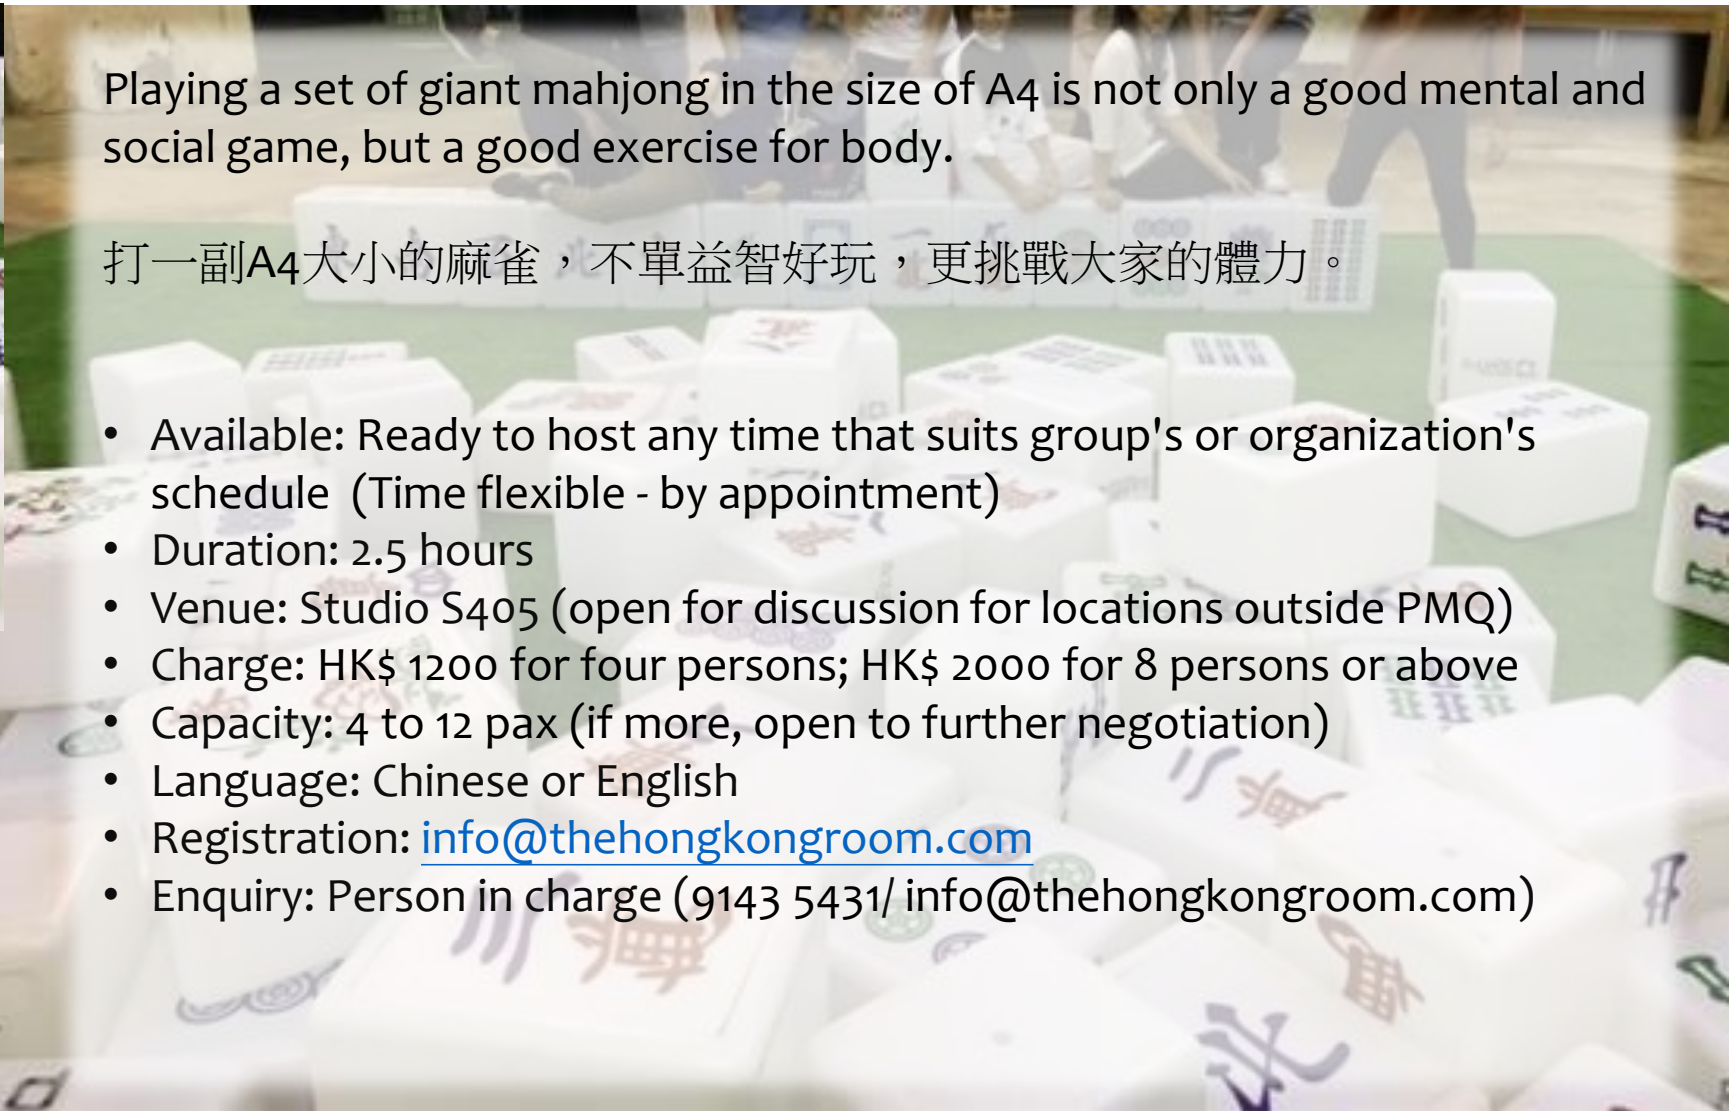 Playing a set of giant mahjong in the size of A4 is not only a good mental and
social game, but a good exercise for body.
打一副A4大小的麻雀，不單益智好玩，更挑戰大家的體力。
• Available: Ready to host any time that suits group's or organization's
schedule (Time flexible - by appointment)
• Duration: 2.5 hours
• Venue: Studio S405 (open for discussion for locations outside PMQ)
• Charge: HK$ 1200 for four persons; HK$ 2000 for 8 persons or above
• Capacity: 4 to 12 pax (if more, open to further negotiation)
• Language: Chinese or English
• Registration: info@thehongkongroom.com
• Enquiry: Person in charge (9143 5431/ info@thehongkongroom.com)